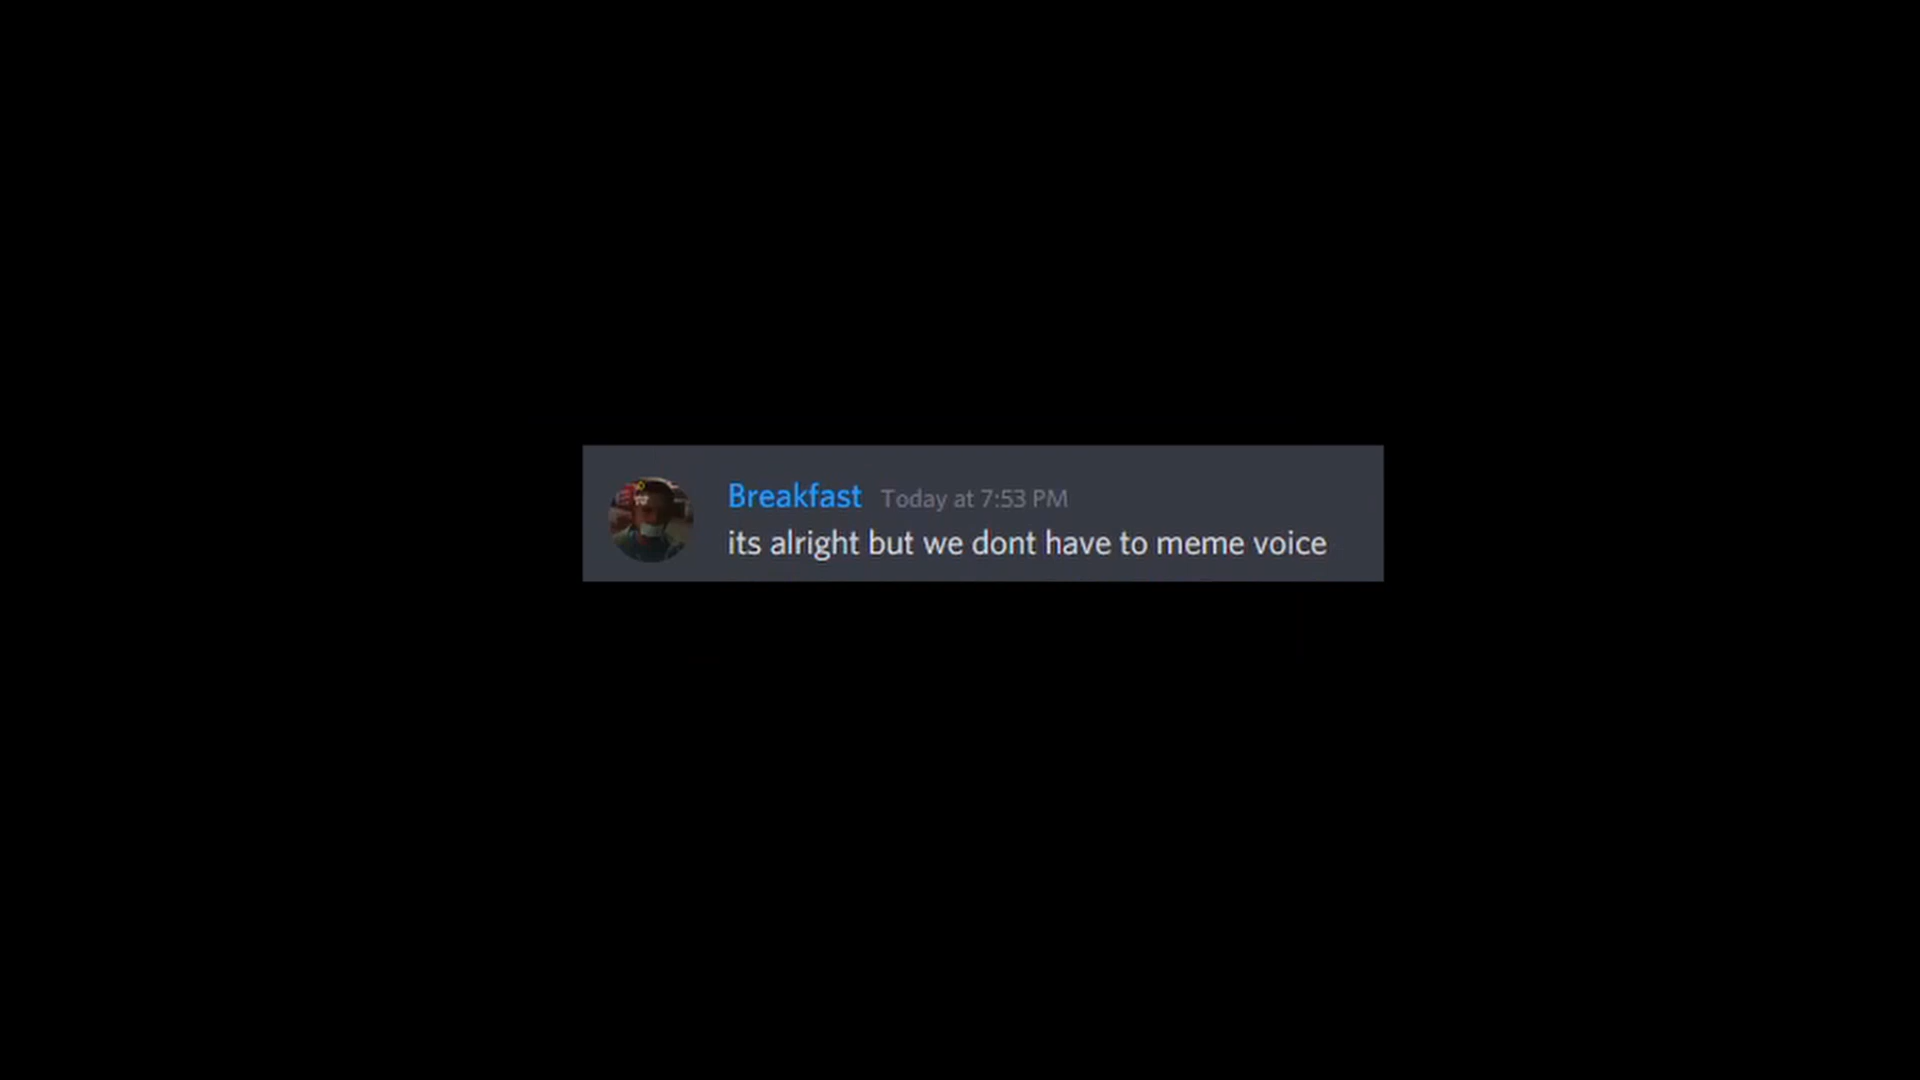 Breakfast Today at 7:53 PM
its alright but we dont have to meme voice